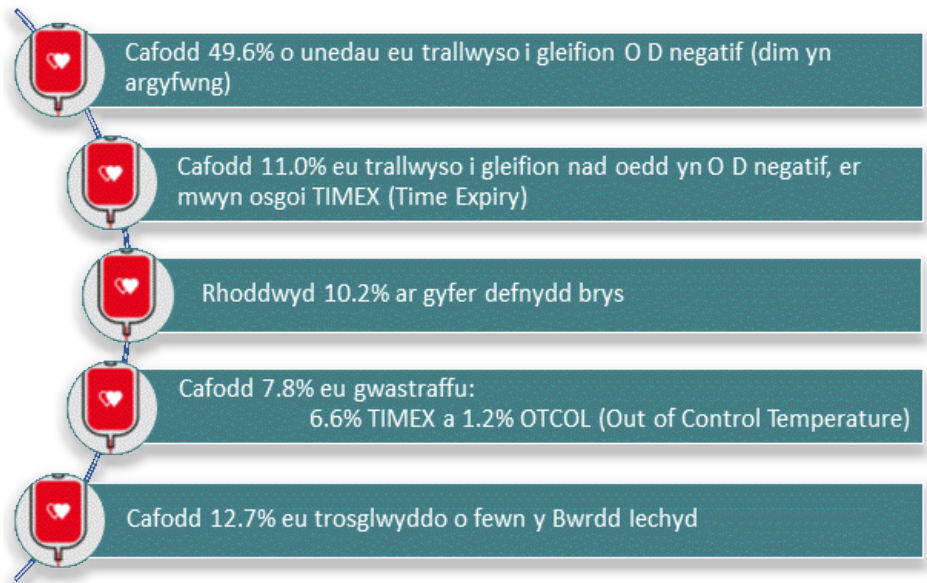 Cafodd 49.6% o unedau eu trallwyso i gleifion O D negatif (dim yn
argyfwng)
Cafodd 11.0% eu trallwyso i gleifion nad oedd yn O D negatif, er
mwyn osgoi TIMEX (Time Expiry)
Rhoddwyd 10.2% ar gyfer defnydd brys
Cafodd 7.8% eu gwastraffu:
6.6% TIMEX a 1.2% OTCOL (Out of Control Temperature)
Cafodd 12.7% eu trosglwyddo o fewn y Bwrdd Iechyd